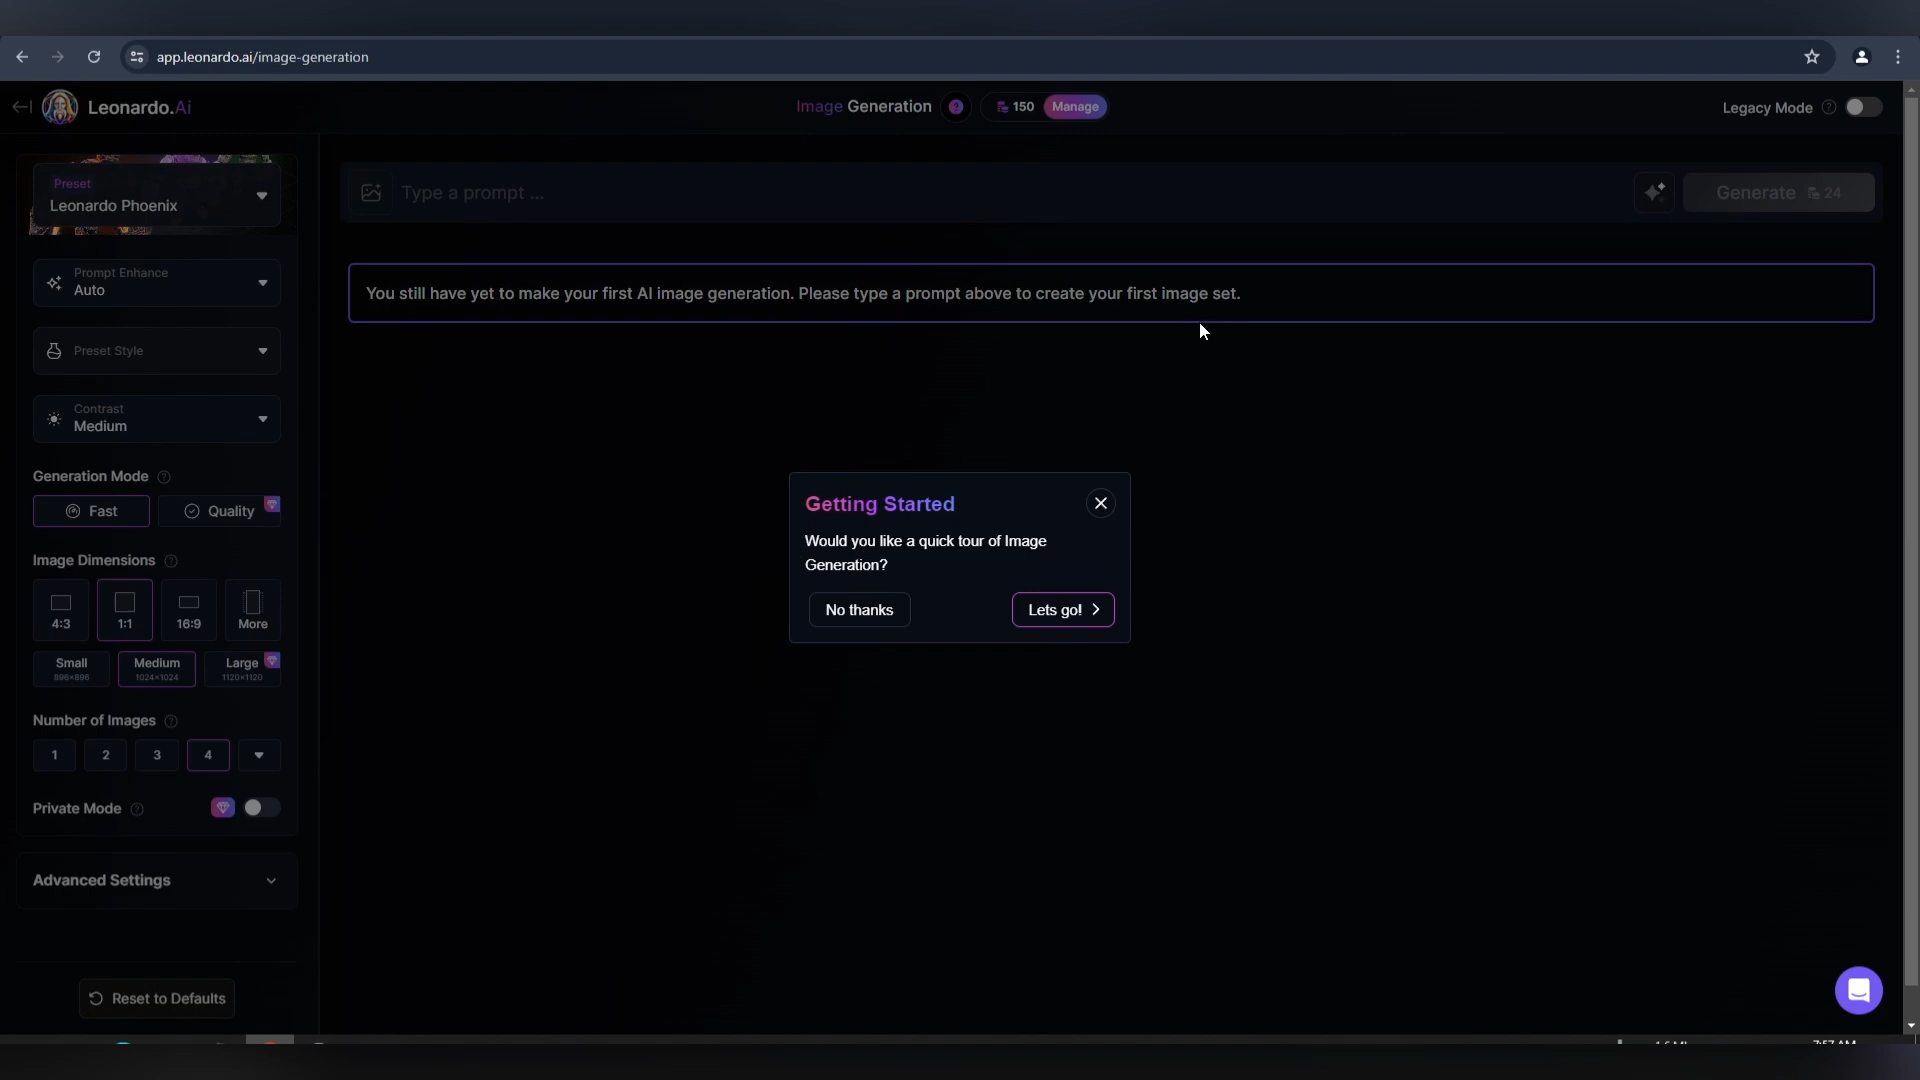 app.leonardo.ai/image-generation
Leonardo.Ai
Image Generation
150
Manage
Legacy Mode
Preset
Leonardo Phoenix
Type a prompt ...
Generate
24
Prompt Enhance
Auto
You still have yet to make your first AI image generation. Please type a prompt above to create your first image set.
Preset Style
Contrast
Medium
Generation Mode
Fast
Quality
Getting Started
Would you like a quick tour of Image
Generation?
No thanks
Lets go!
Image Dimensions
4:3
1:1
16:9
More
Small
896×896
Medium
1024×1024
Large
1120×1120
Number of Images
1
2
3
4
Private Mode
Advanced Settings
Reset to Defaults